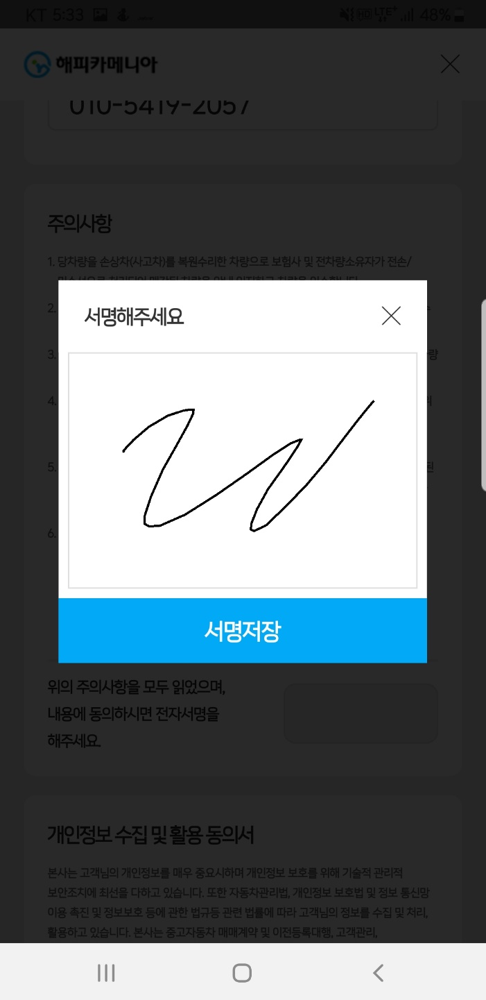 KT 5:33
HD LTE+ 48%
해피카메니아
010-5419-2057
주의사항
1. 당차량을 손상차(사고차)를 복원수리한 차량으로 보험사 및 전차량소유자가 전손/
2.
3. 량
4.
5. 된
6.
서명해주세요
서명저장
위의 주의사항을 모두 읽었으며,
내용에 동의하시면 전자서명을
해주세요.
개인정보 수집 및 활용 동의서
본사는 고객님의 개인정보를 매우 중요시하며 개인정보 보호를 위해 기술적 관리적
보안조치에 최선을 다하고 있습니다. 또한 자동차관리법, 개인정보 보호법 및 정보 통신망
이용 촉진 및 정보보호 등에 관한 법규등 관련 법률에 따라 고객님의 정보를 수집 및 처리,
활용하고 있습니다. 본사는 중고자동차 매매계약 및 이전등록대행, 고객관리,